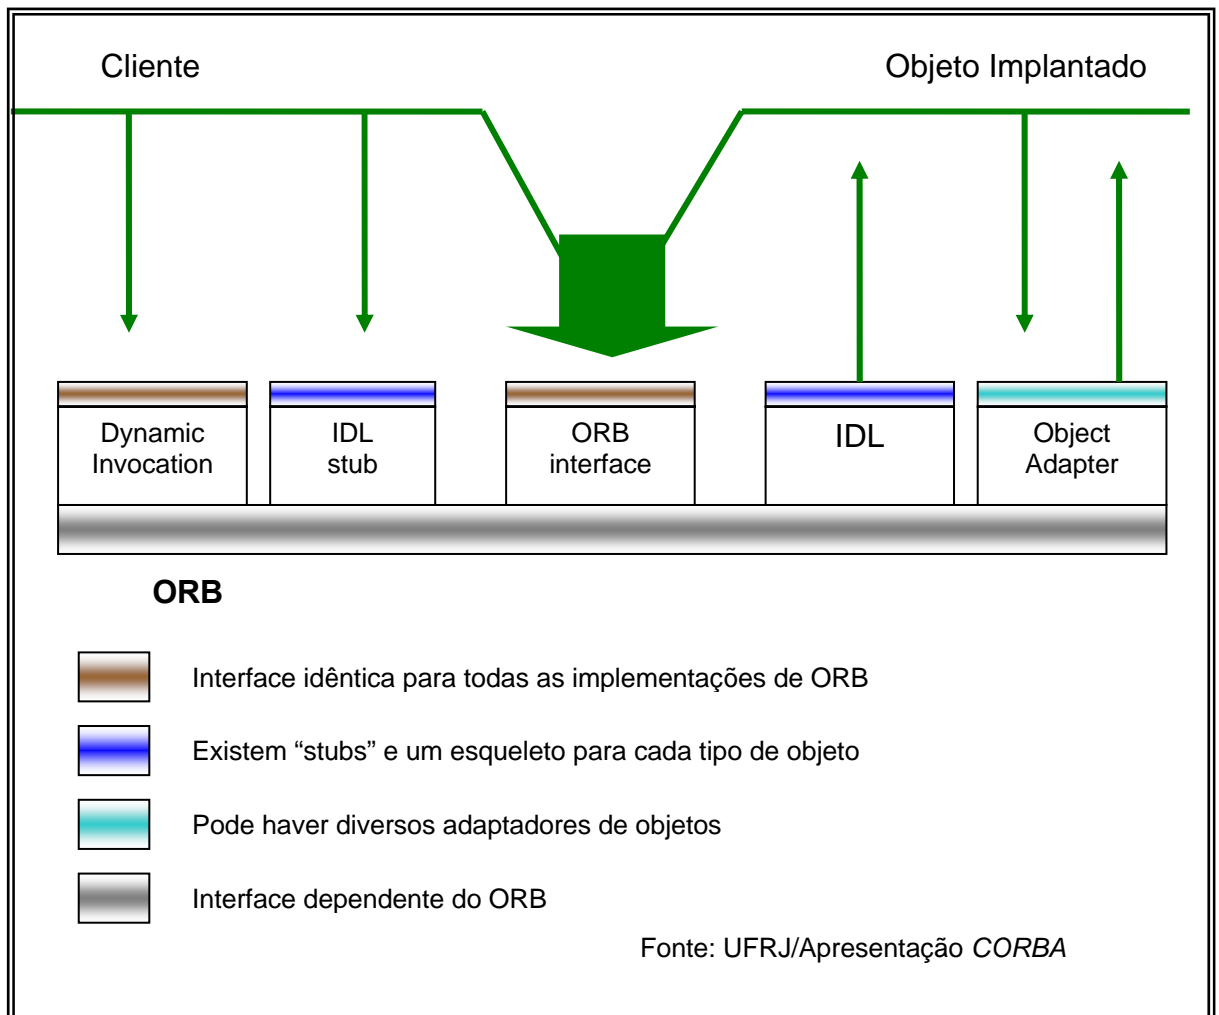 Cliente
Objeto Implantado
Dynamic
Invocation
IDL
stub
ORB
interface
IDL
Object
Adapter
ORB
Interface idêntica para todas as implementações de ORB
Existem “stubs” e um esqueleto para cada tipo de objeto
Pode haver diversos adaptadores de objetos
Interface dependente do ORB
Fonte: UFRJ/Apresentação CORBA